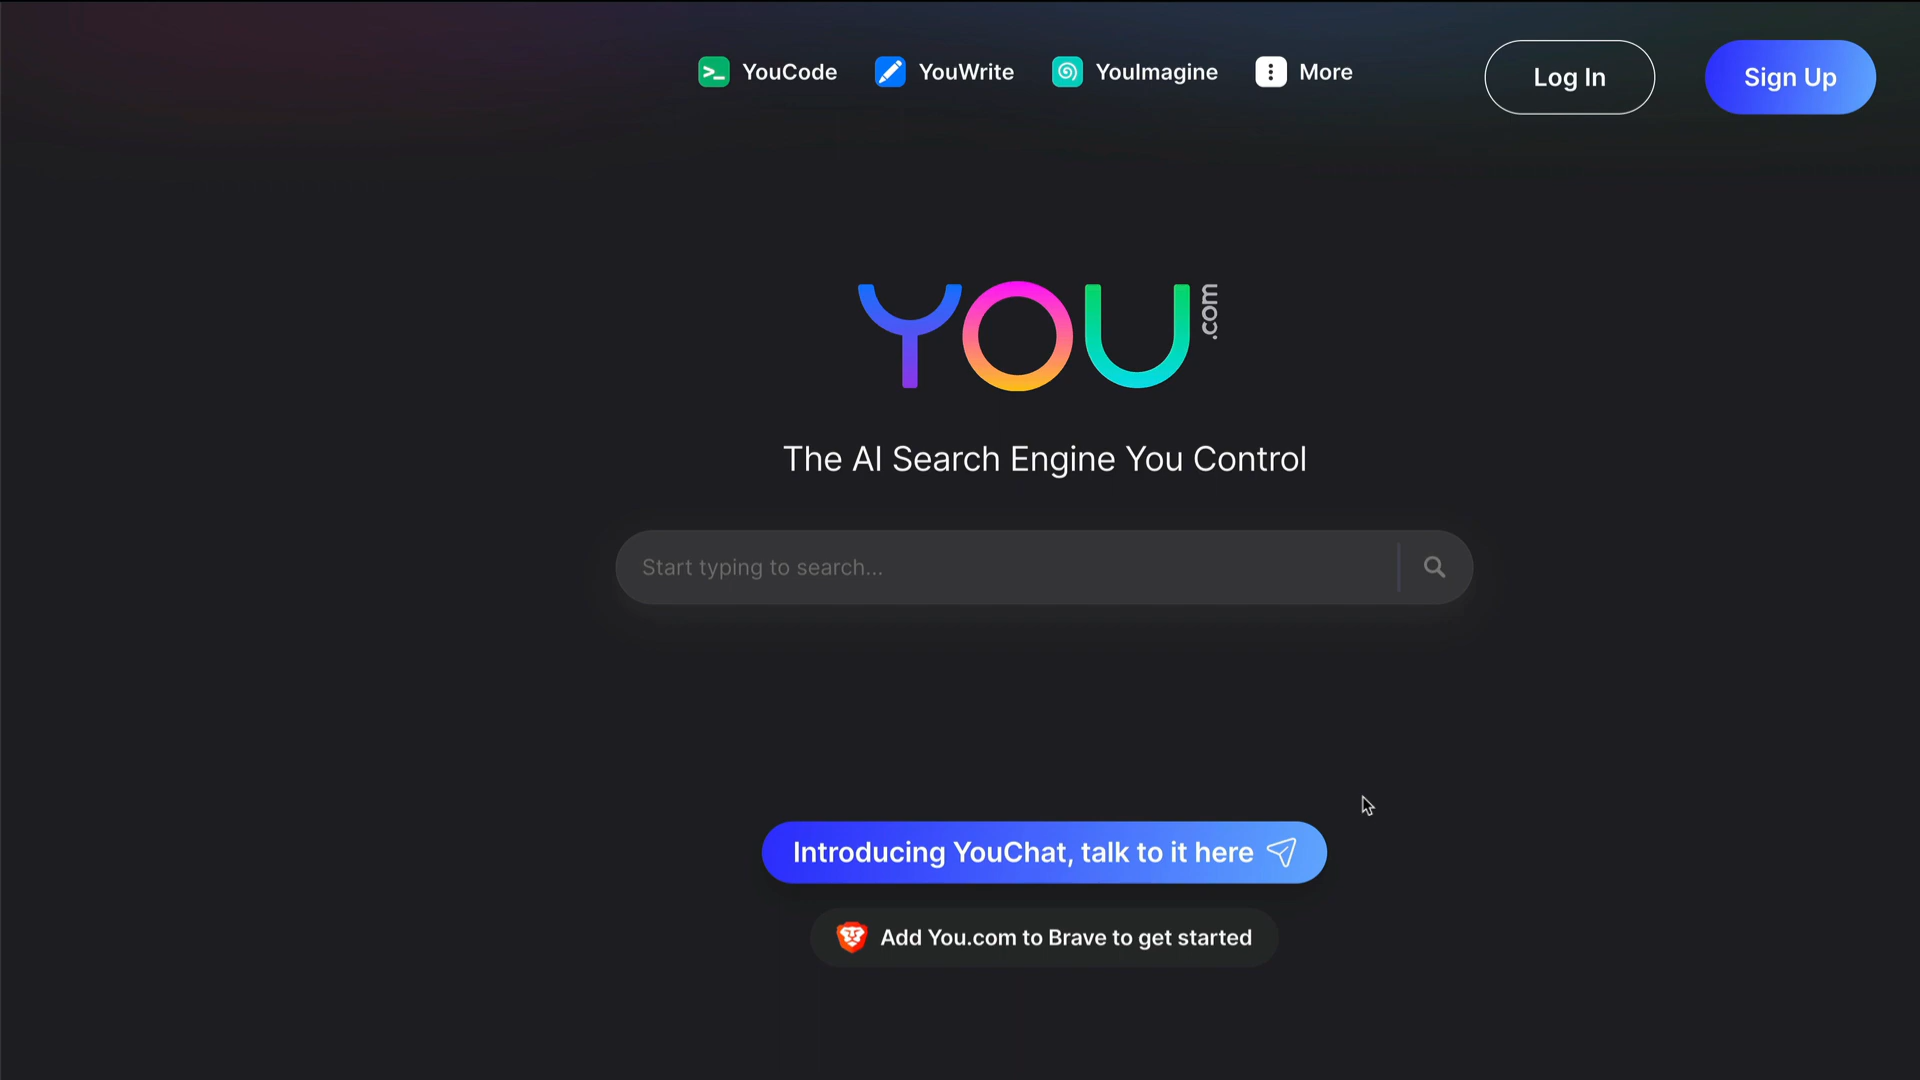 YouCode YouWrite YouImagine More Log In Sign Up
YOU.com
The AI Search Engine You Control
Start typing to search...
Introducing YouChat, talk to it here
Add You.com to Brave to get started